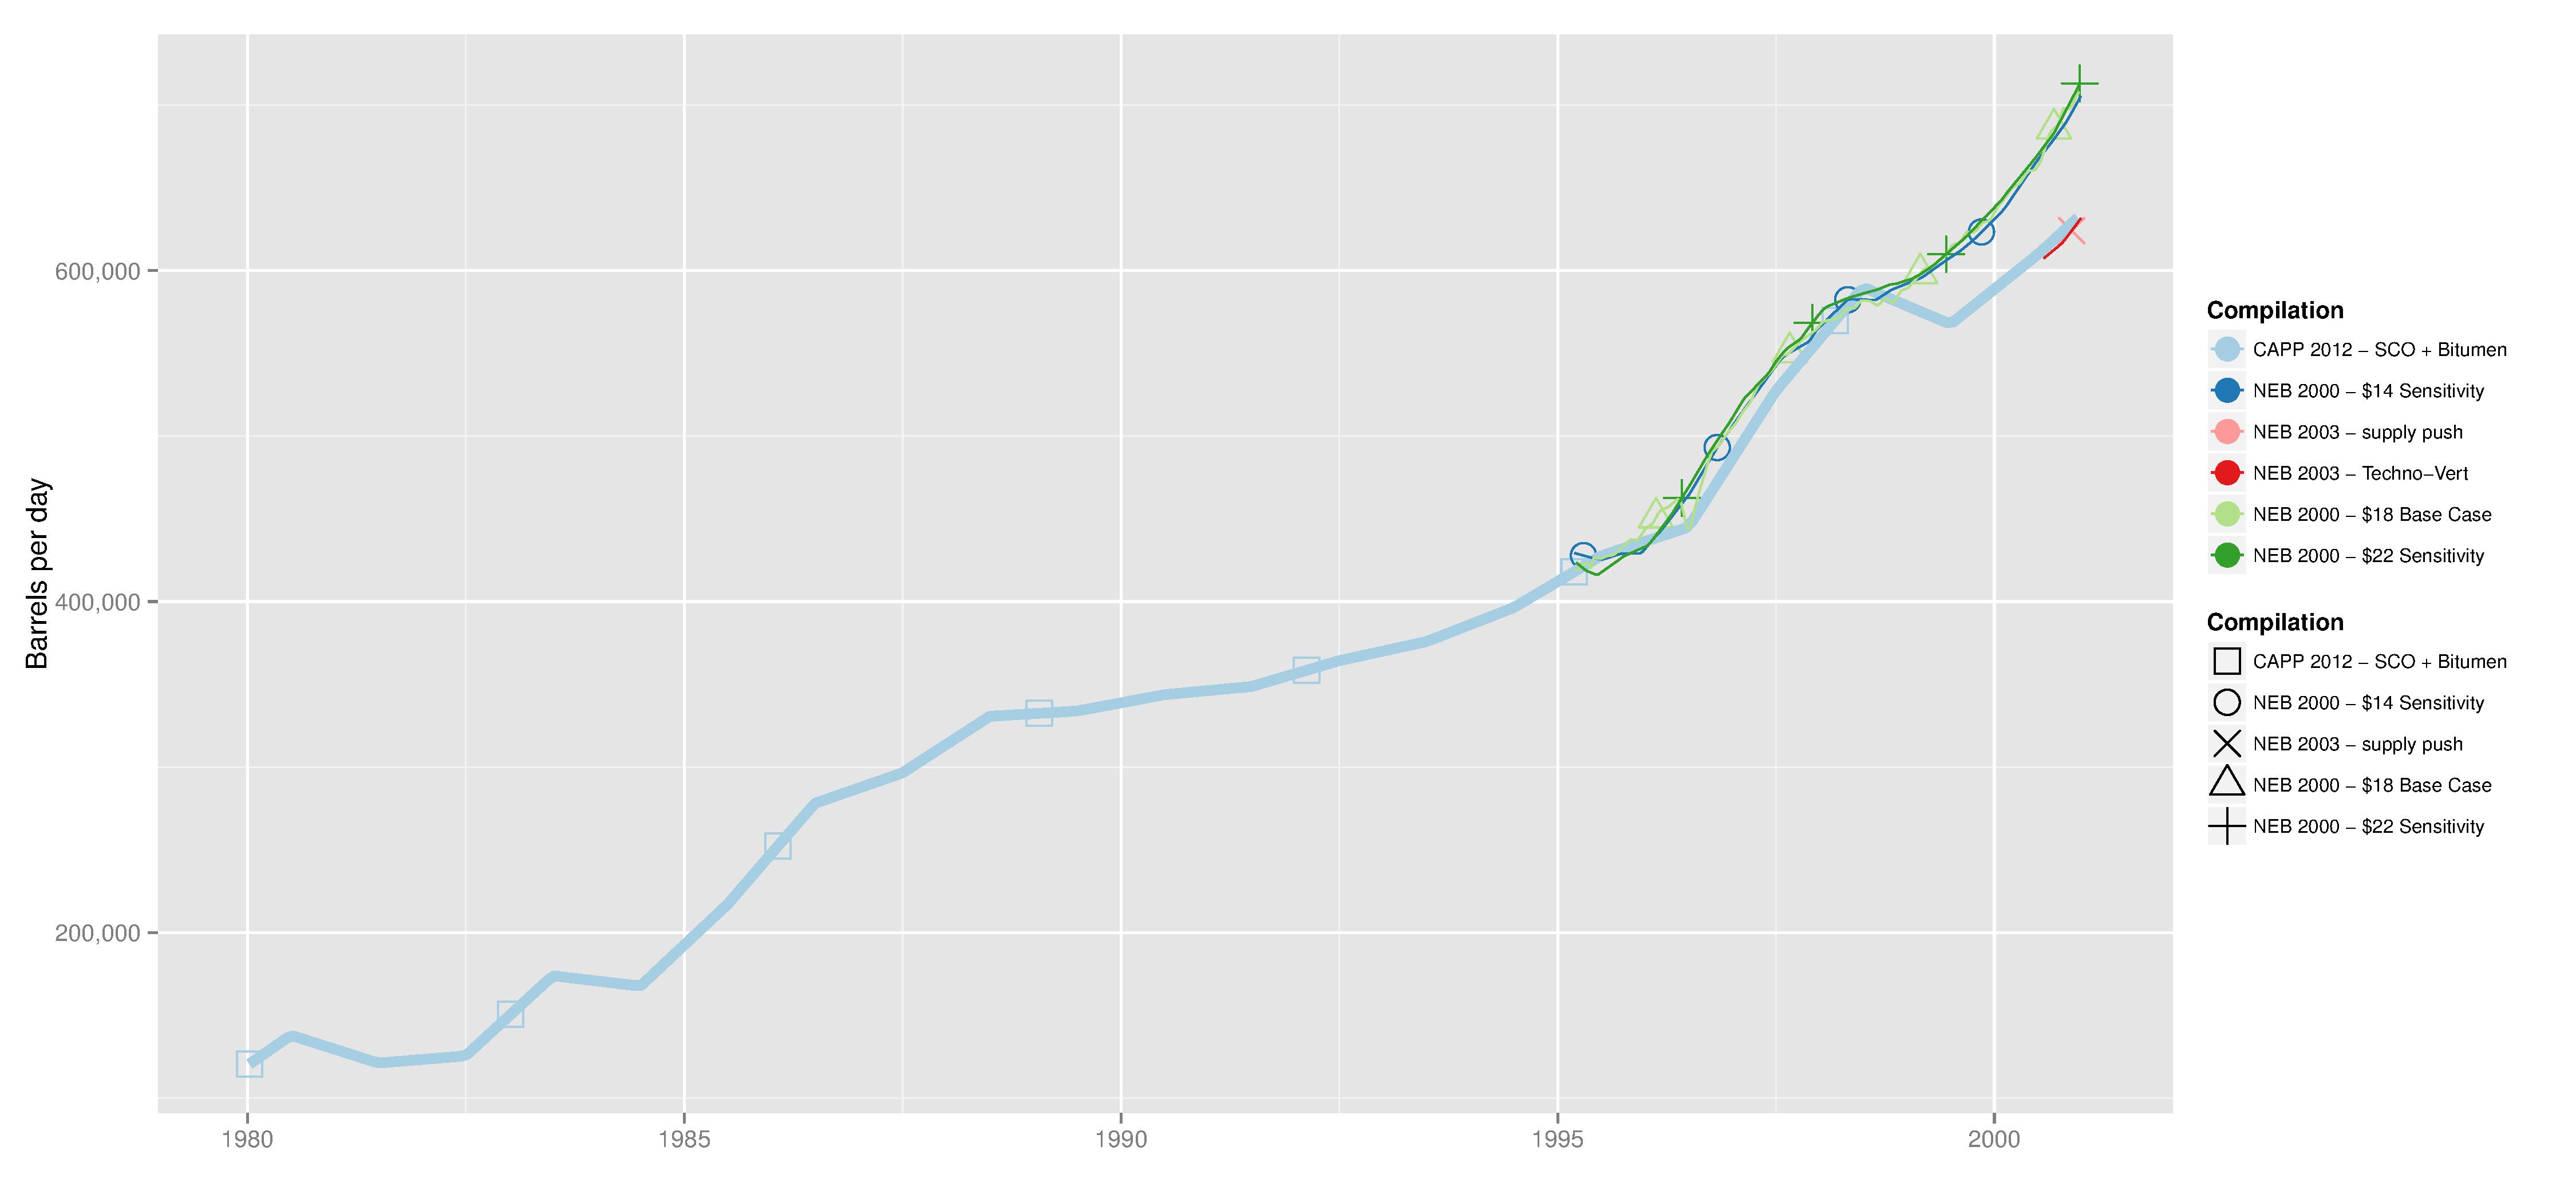 Barrels per day
600,000
400,000
200,000
1980
1985
1990
1995
2000
Compilation
CAPP 2012 – SCO + Bitumen
NEB 2000 – $14 Sensitivity
NEB 2003 – supply push
NEB 2003 – Techno–Vert
NEB 2000 – $18 Base Case
NEB 2000 – $22 Sensitivity
Compilation
CAPP 2012 – SCO + Bitumen
NEB 2000 – $14 Sensitivity
NEB 2003 – supply push
NEB 2000 – $18 Base Case
NEB 2000 – $22 Sensitivity